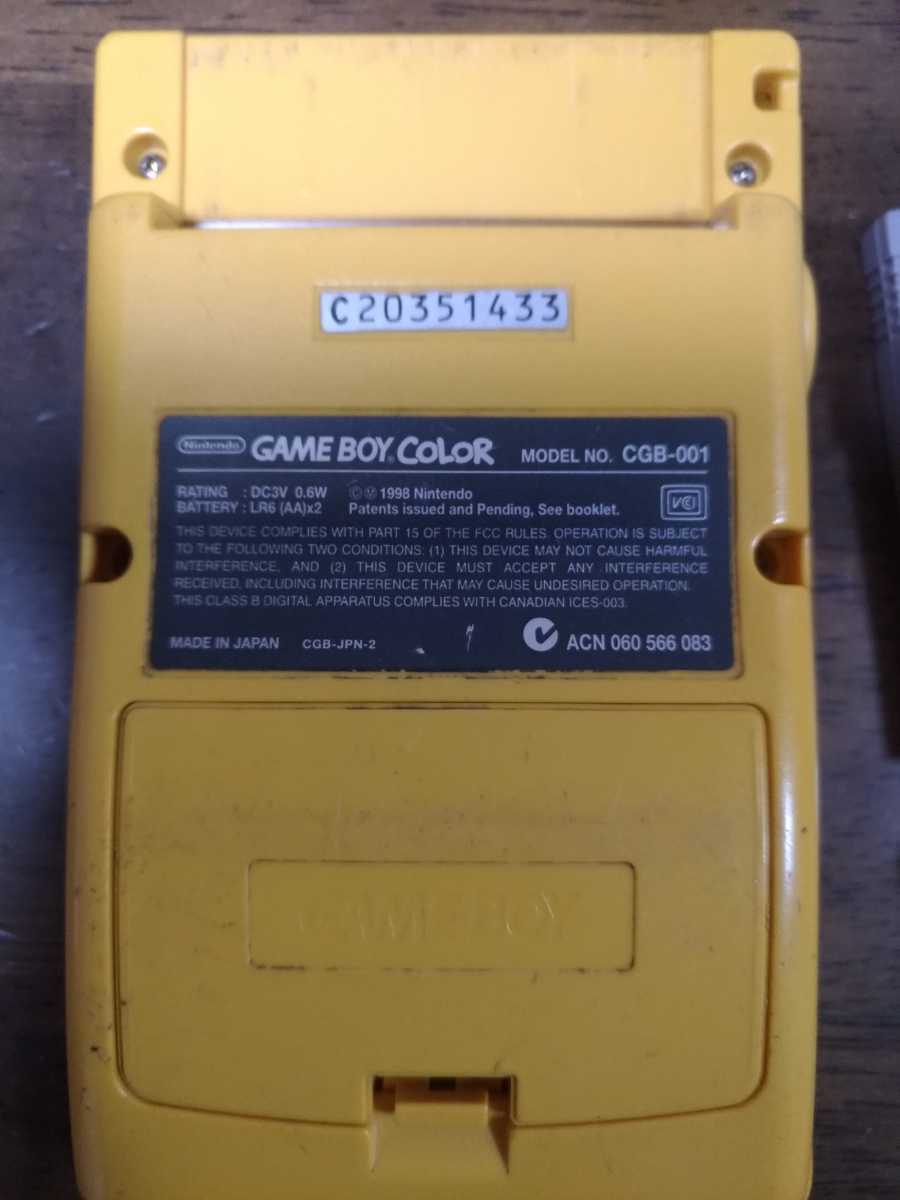 C20351433
Nintendo GAME BOY COLOR MODEL NO. CGB-001
RATING : DC3V 0.6W ©Ⓜ 1998 Nintendo
BATTERY : LR6 (AA)x2 Patents issued and Pending, See booklet.
VCI
THIS DEVICE COMPLIES WITH PART 15 OF THE FCC RULES. OPERATION IS SUBJECT
TO THE FOLLOWING TWO CONDITIONS: (1) THIS DEVICE MAY NOT CAUSE HARMFUL
INTERFERENCE, AND (2) THIS DEVICE MUST ACCEPT ANY INTERFERENCE
RECEIVED, INCLUDING INTERFERENCE THAT MAY CAUSE UNDESIRED OPERATION.
THIS CLASS B DIGITAL APPARATUS COMPLIES WITH CANADIAN ICES-003.
MADE IN JAPAN CGB-JPN-2 ACN 060 566 083
GAME BOY